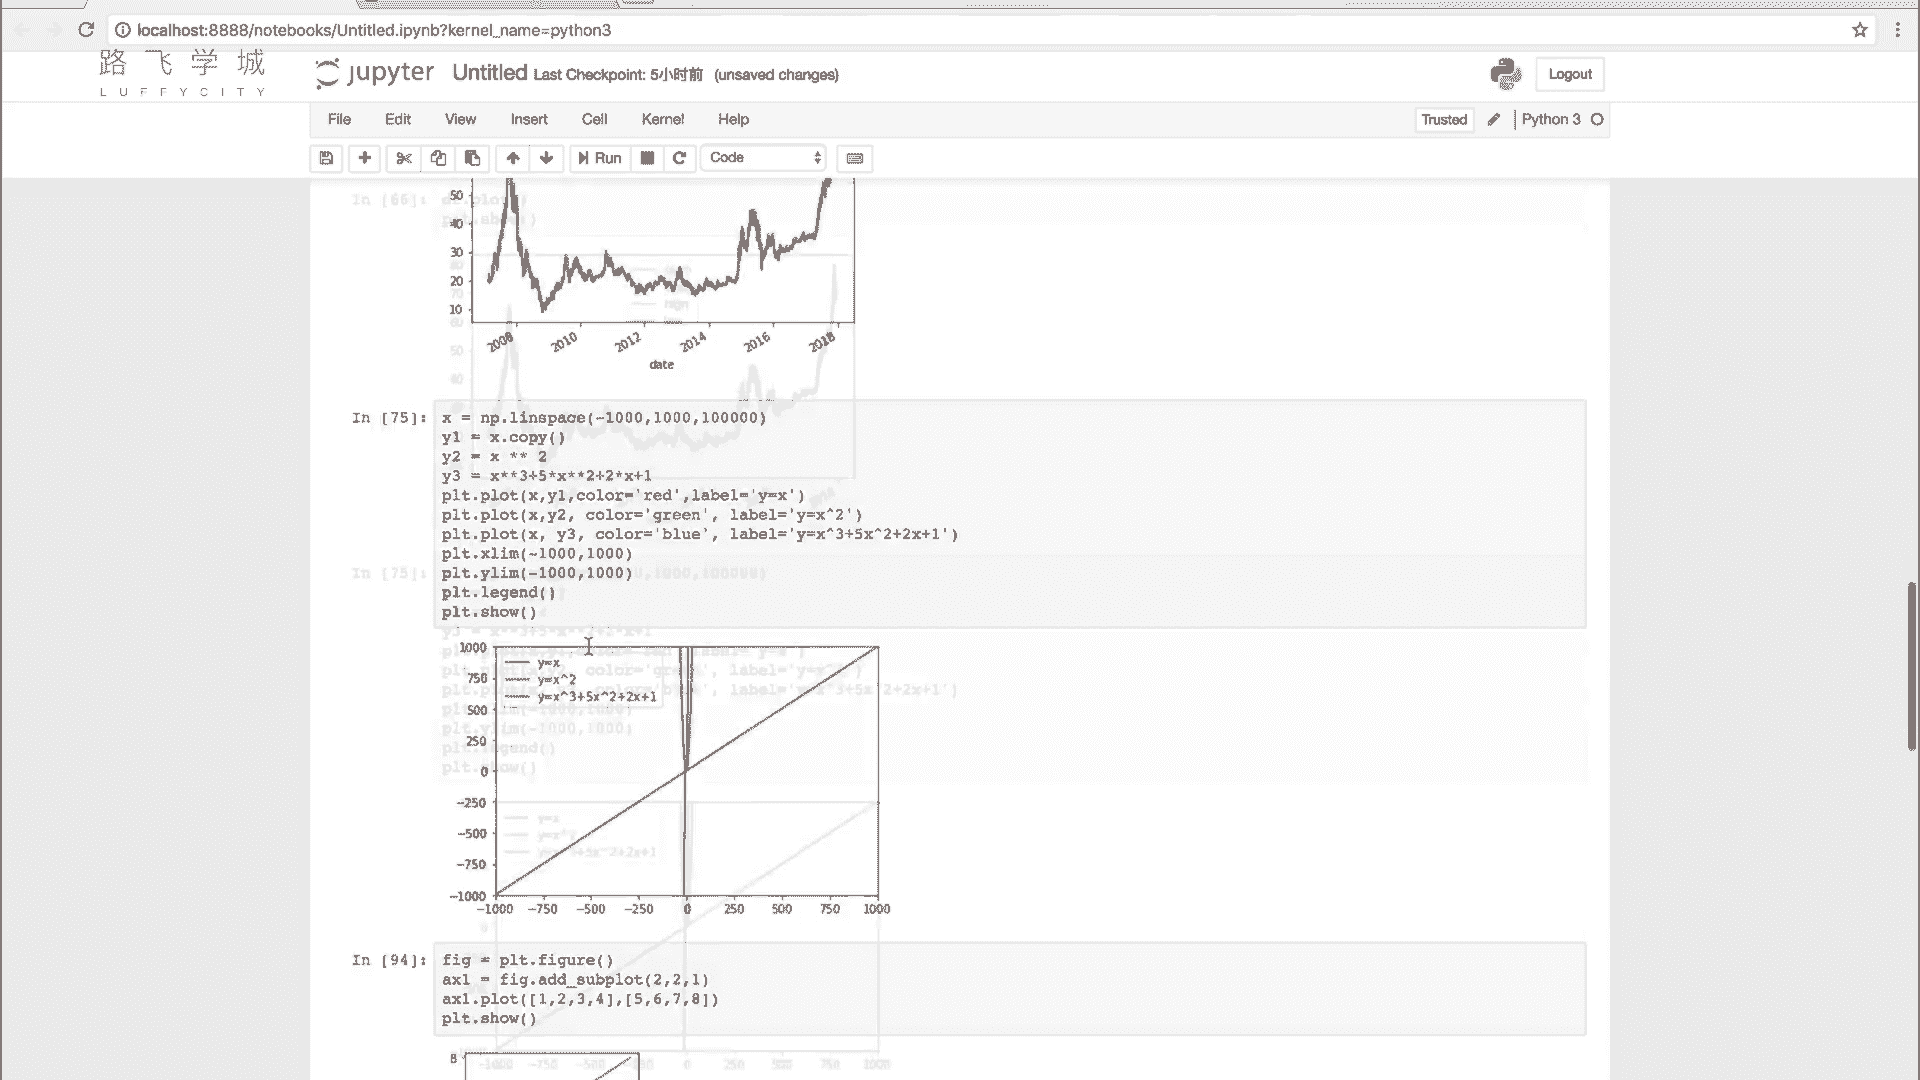 localhost:8888/notebooks/Untitled.ipynb?kernel_name=python3
路飞学城
LUFFYCITY
jupyter Untitled Last Checkpoint: 5小时前 (unsaved changes)
Logout
File Edit View Insert Cell Kernel Help
Trusted Python 3
Run Code
In [66]:
50
40
30
20
10
2008 2010 2012 2014 2016 2018
date
In [75]: x = np.linspace(-1000,1000,100000)
y1 = x.copy()
y2 = x ** 2
y3 = x**3+5*x**2+2*x+1
plt.plot(x,y1,color='red',label='y=x')
plt.plot(x,y2, color='green', label='y=x^2')
plt.plot(x, y3, color='blue', label='y=x^3+5x^2+2x+1')
plt.xlim(-1000,1000)
plt.ylim(-1000,1000)
plt.legend()
plt.show()
1000
750
500
250
0
-250
-500
-750
-1000
y=x
y=x^2
y=x^3+5x^2+2x+1
-1000 -750 -500 -250 0 250 500 750 1000
In [94]: fig = plt.figure()
ax1 = fig.add_subplot(2,2,1)
ax1.plot([1,2,3,4],[5,6,7,8])
plt.show()
8